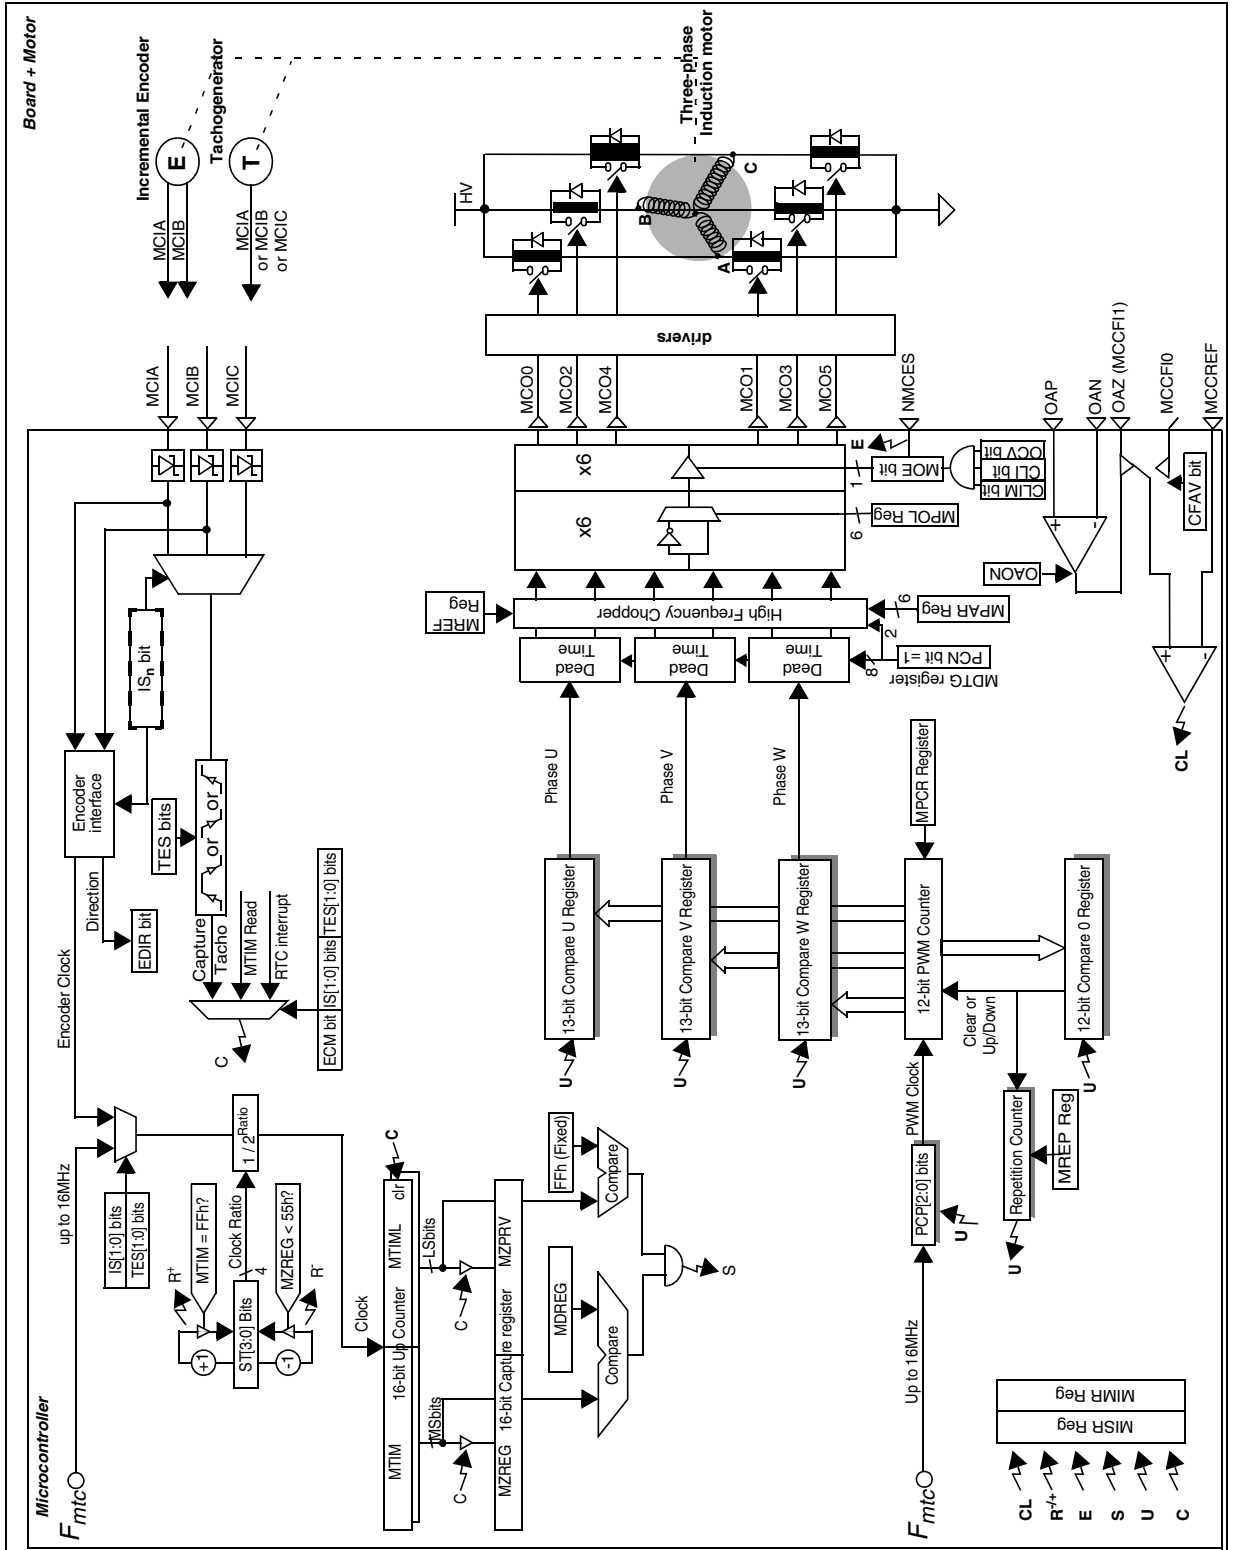 Board + Motor
Microcontroller
Incremental Encoder
E
Tachogenerator
T
MCIA
MCIB
MCIA
or MCIB
or MCIC
Three-phase
Induction motor
HV
A
B
C
drivers
MCIA
MCIB
MCIC
MCO0
MCO2
MCO4
MCO1
MCO3
MCO5
NMCES
OAP
OAN
OAZ (MCCFI1)
MCCFI0
MCCREF
x6
x6
E
1
MOE bit
OCV bit
CLI bit
CLIM bit
6
MPOL Reg
+
-
OAON
CFAV bit
+
-
CL
MREF
Reg
High Frequency Chopper
6
MPAR Reg
2
8
PCN bit =1
MDTG register
Dead
Time
Dead
Time
Dead
Time
Phase U
Phase V
Phase W
ISn bit
Encoder
interface
TES bits
or
or
Encoder Clock
Direction
EDIR bit
Capture
Tacho
MTIM Read
RTC interrupt
C
ECM bit
IS[1:0] bits
TES[1:0] bits
13-bit Compare U Register
U
13-bit Compare V Register
U
13-bit Compare W Register
U
MPCR Register
12-bit PWM Counter
12-bit Compare 0 Register
U
Clear or
Up/Down
PWM Clock
PCP[2:0] bits
U
Repetition Counter
U
MREP Reg
Up to 16MHz
Fmtc
Fmtc
up to 16MHz
IS[1:0] bits
TES[1:0] bits
1 / 2Ratio
Clock Ratio
4
R+
MTIM = FFh?
+1
ST[3:0] Bits
MZREG < 55h?
R-
-1
Clock
MTIM
16-bit Up Counter
MTIML
clr
C
MSbits
LSbits
C
C
MZREG
16-bit Capture register
MZPRV
MDREG
FFh (Fixed)
Compare
Compare
S
MISR Reg
MIMR Reg
CL
R-/+
E
S
U
C